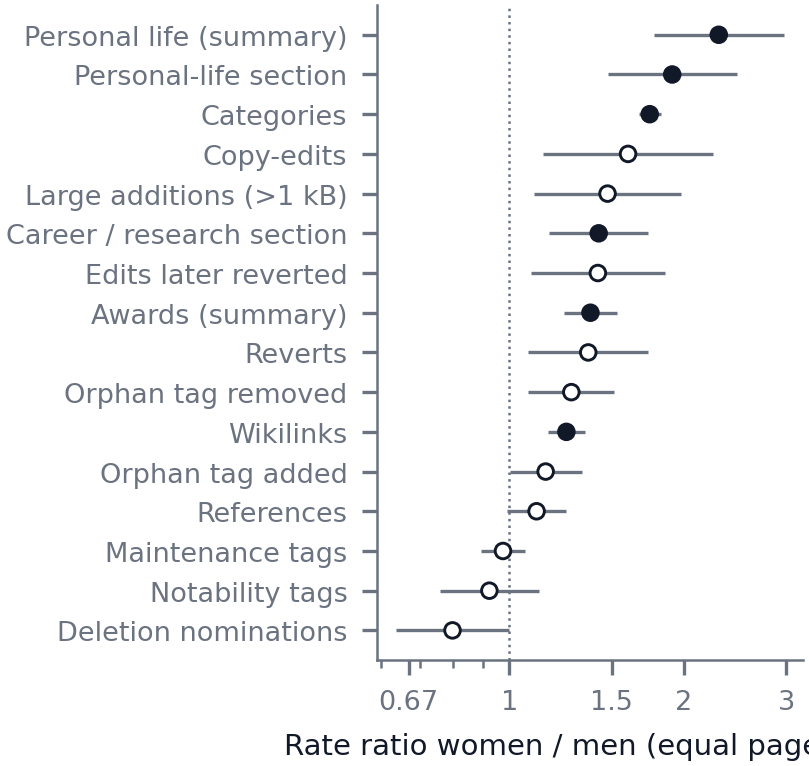 Personal life (summary)
Personal-life section
Categories
Copy-edits
Large additions (>1 kB)
Career / research section
Edits later reverted
Awards (summary)
Reverts
Orphan tag removed
Wikilinks
Orphan tag added
References
Maintenance tags
Notability tags
Deletion nominations
0.67 1 1.5 2 3
Rate ratio women / men (equal page